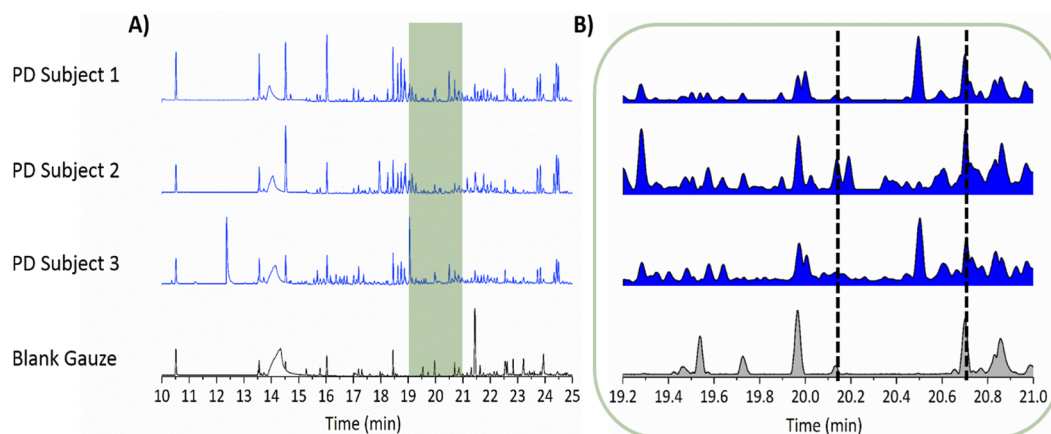 A)
B)
PD Subject 1
PD Subject 2
PD Subject 3
Blank Gauze
10 11 12 13 14 15 16 17 18 19 20 21 22 23 24 25
Time (min)
19.2 19.4 19.6 19.8 20.0 20.2 20.4 20.6 20.8 21.0
Time (min)